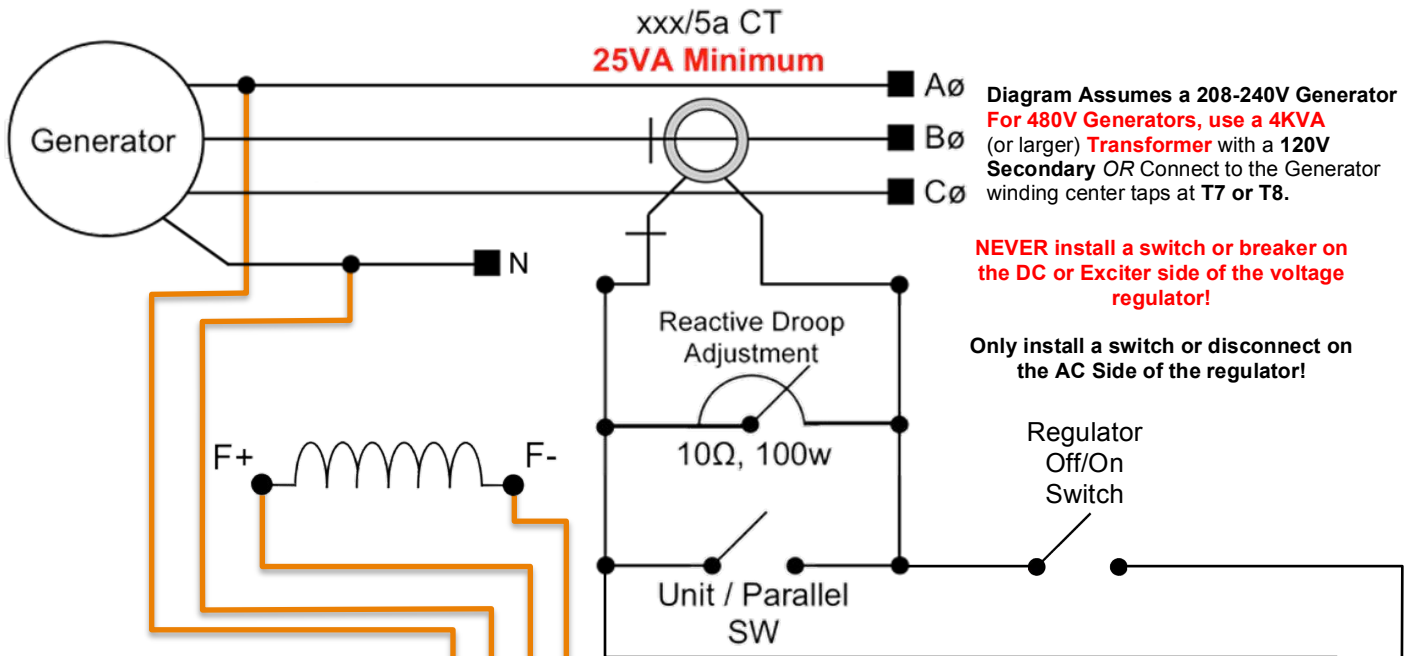 xxx/5a CT
25VA Minimum
Generator
Aø
Bø
Cø
N
Diagram Assumes a 208-240V Generator
For 480V Generators, use a 4KVA
(or larger) Transformer with a 120V
Secondary OR Connect to the Generator
winding center taps at T7 or T8.
NEVER install a switch or breaker on
the DC or Exciter side of the voltage
regulator!
Only install a switch or disconnect on
the AC Side of the regulator!
Reactive Droop
Adjustment
10Ω, 100w
F+
F-
Regulator
Off/On
Switch
Unit / Parallel
SW